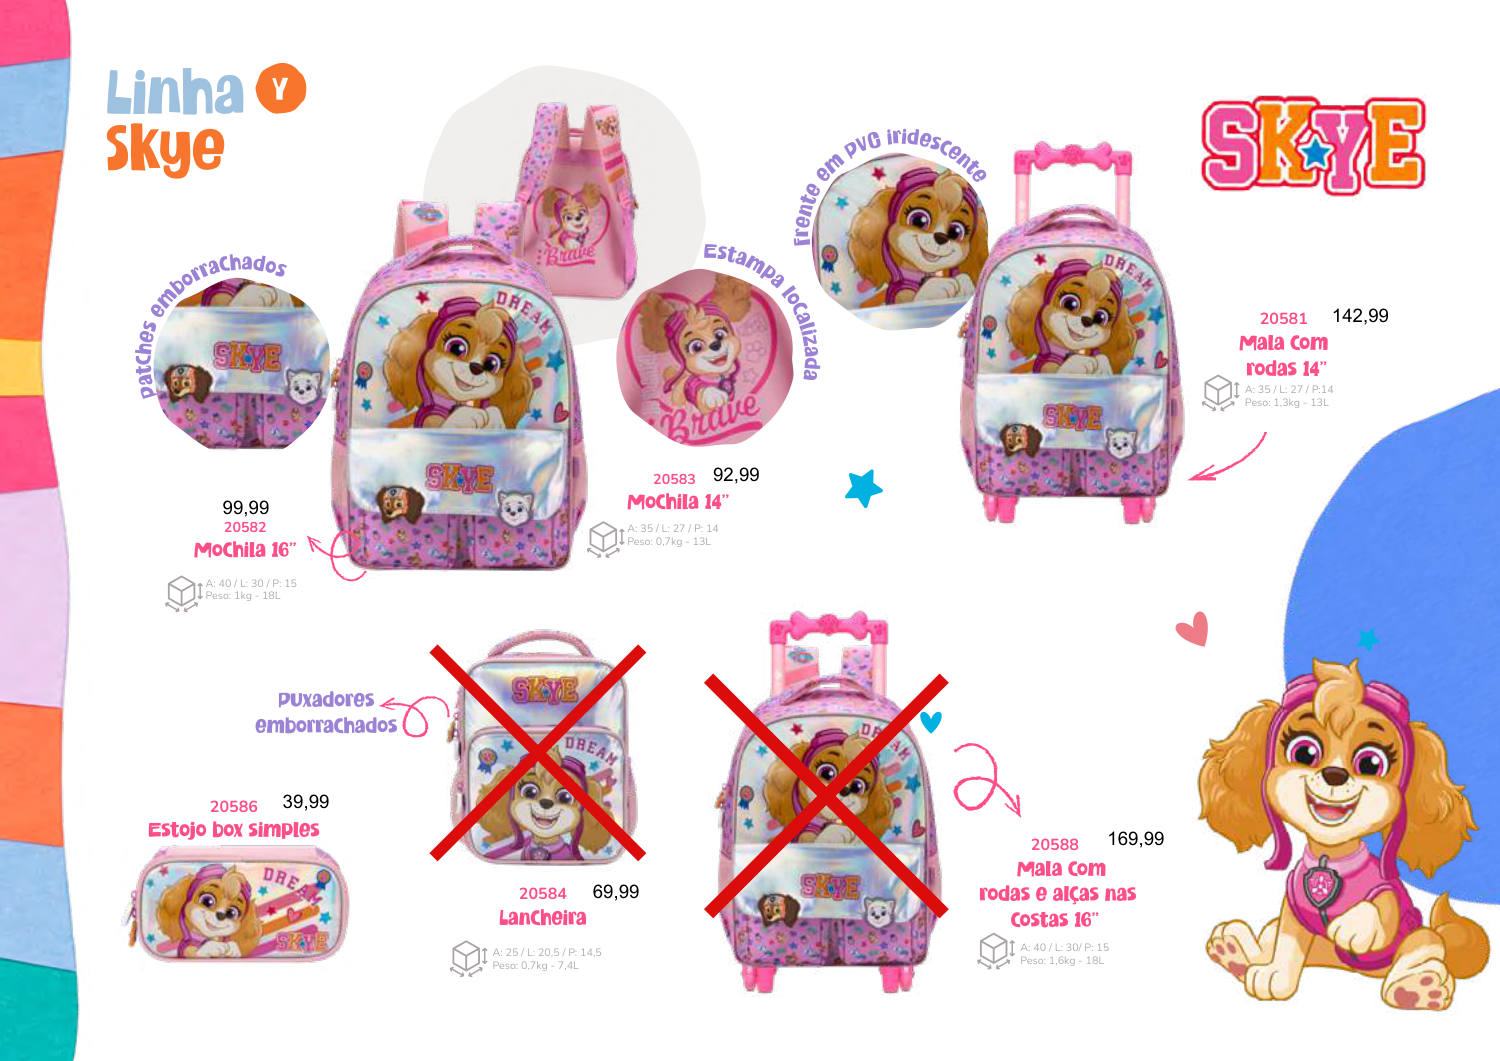 Linha Y
Skye
SKYE
Patches emborrachados
SKYE
DREAM
SKYE
Brave
Estampa localizada
Brave
Frente em PVC iridescente
DREAM
SKYE
20581 142,99
Mala com
rodas 14"
A: 35 / L: 27 / P:14
Peso: 1,3kg - 13L
20583 92,99
Mochila 14"
A: 35 / L: 27 / P: 14
Peso: 0,7kg - 13L
99,99
20582
Mochila 16"
A: 40 / L: 30 / P: 15
Peso: 1kg - 18L
Puxadores
emborrachados
SKYE
DREAM
20586 39,99
Estojo box simples
DREAM
SKYE
20584 69,99
Lancheira
A: 25 / L: 20,5 / P: 14,5
Peso: 0,7kg - 7,4L
DREAM
SKYE
20588 169,99
Mala com
rodas e alças nas
costas 16"
A: 40 / L: 30/ P: 15
Peso: 1,6kg - 18L